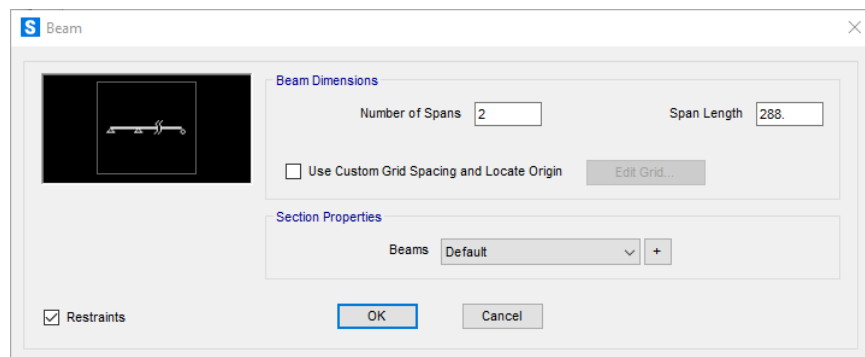 S Beam
Beam Dimensions
Number of Spans 2 Span Length 288.
Use Custom Grid Spacing and Locate Origin Edit Grid...
Section Properties
Beams Default +
Restraints OK Cancel